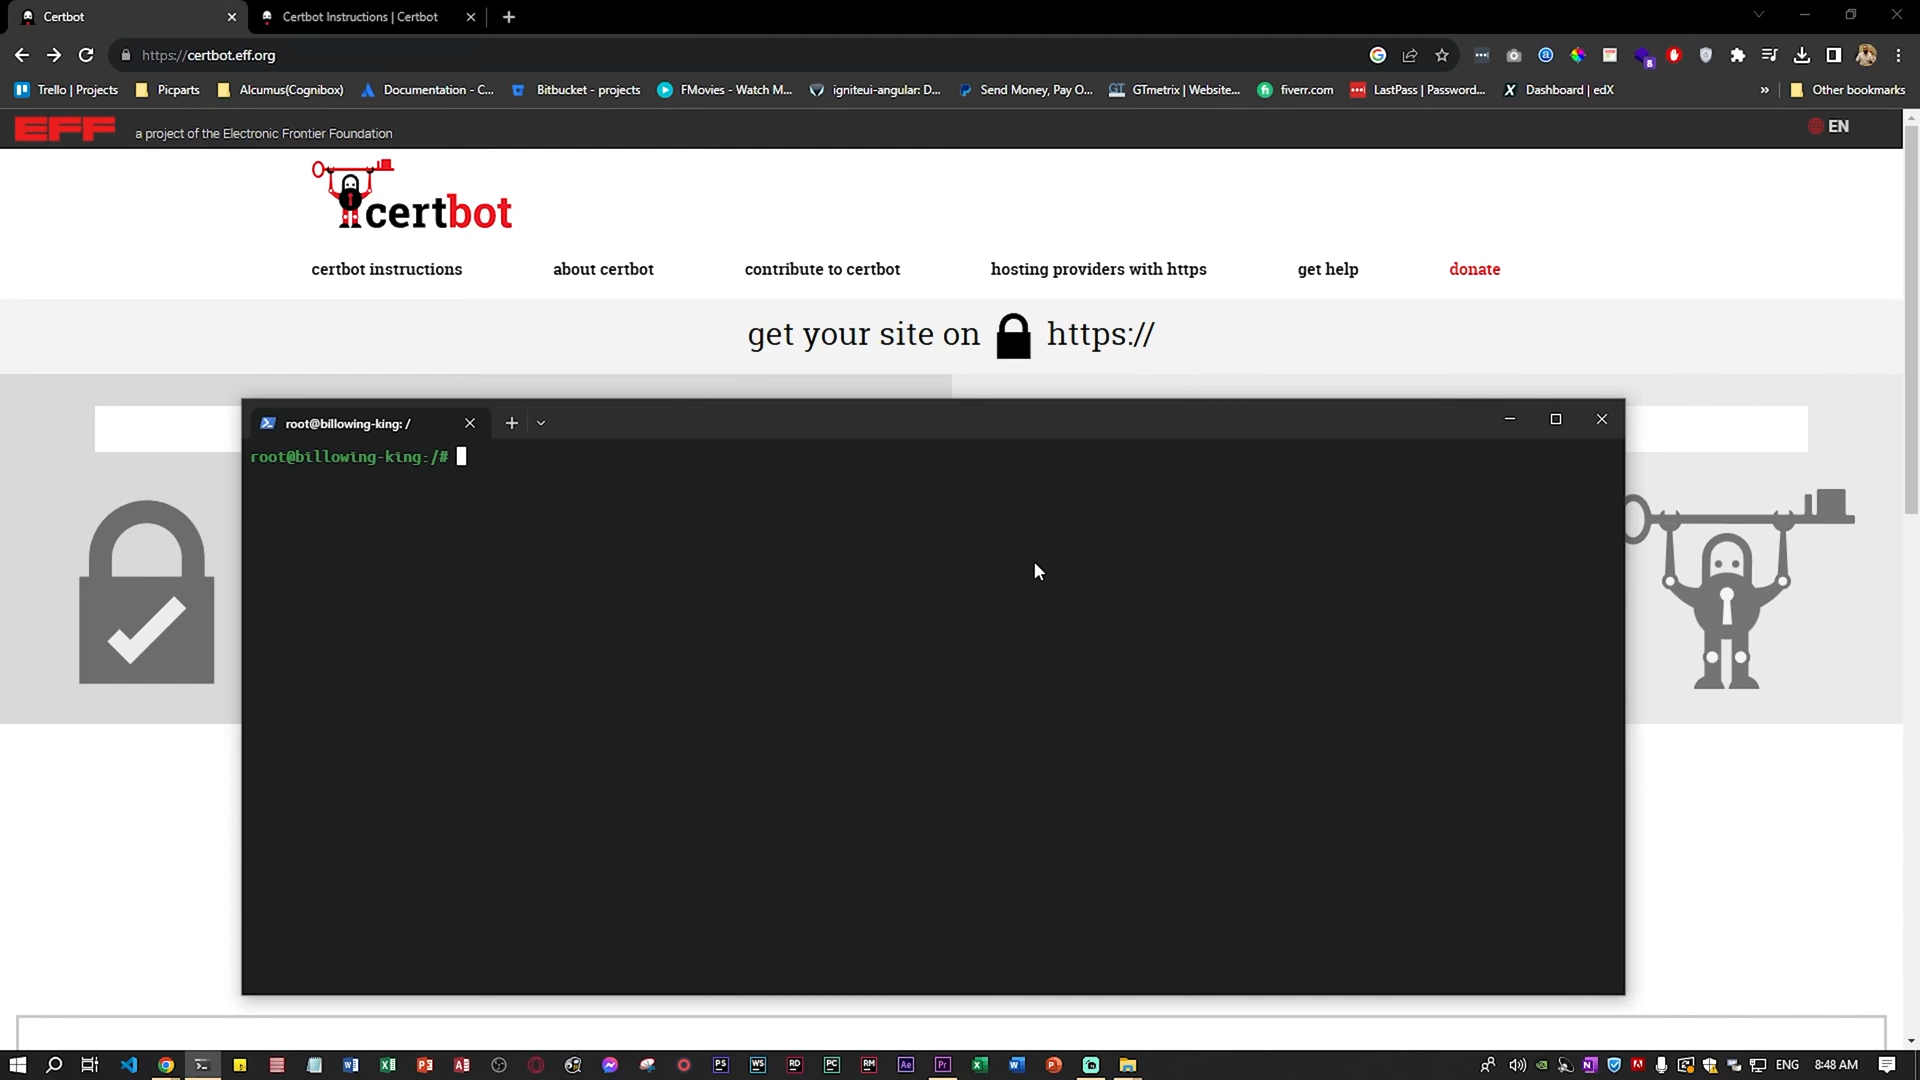 Certbot
Certbot Instructions | Certbot
https://certbot.eff.org
8
Trello | Projects
Picparts
Alcumus(Cognibox)
Documentation - C...
Bitbucket - projects
FMovies - Watch M...
igniteui-angular: D...
Send Money, Pay O...
GTmetrix | Website...
fiverr.com
LastPass | Password...
Dashboard | edX
»
Other bookmarks
EFF a project of the Electronic Frontier Foundation
EN
certbot
certbot instructions
about certbot
contribute to certbot
hosting providers with https
get help
donate
get your site on https://
root@billowing-king: /
root@billowing-king:/#
ENG
8:48 AM